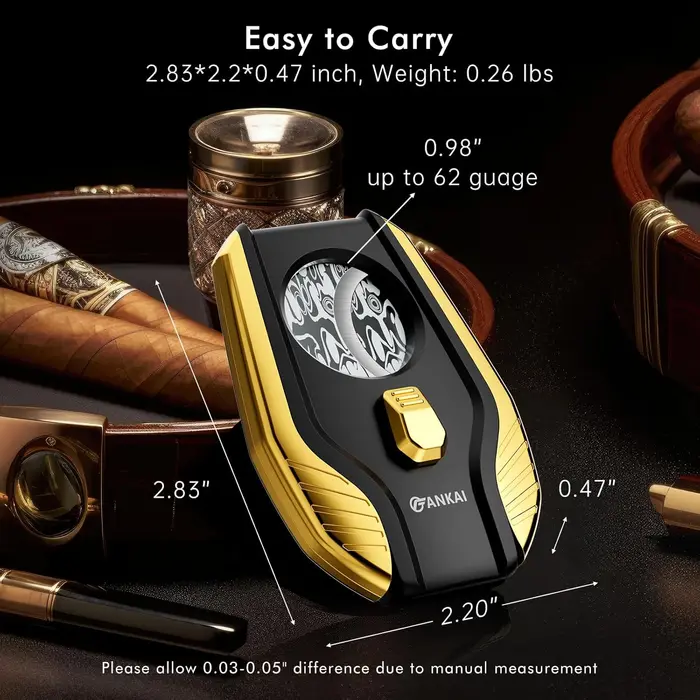 Easy to Carry
2.83*2.2*0.47 inch, Weight: 0.26 lbs
0.98"
up to 62 guage
2.83"
0.47"
GANKAI
2.20"
Please allow 0.03-0.05" difference due to manual measurement